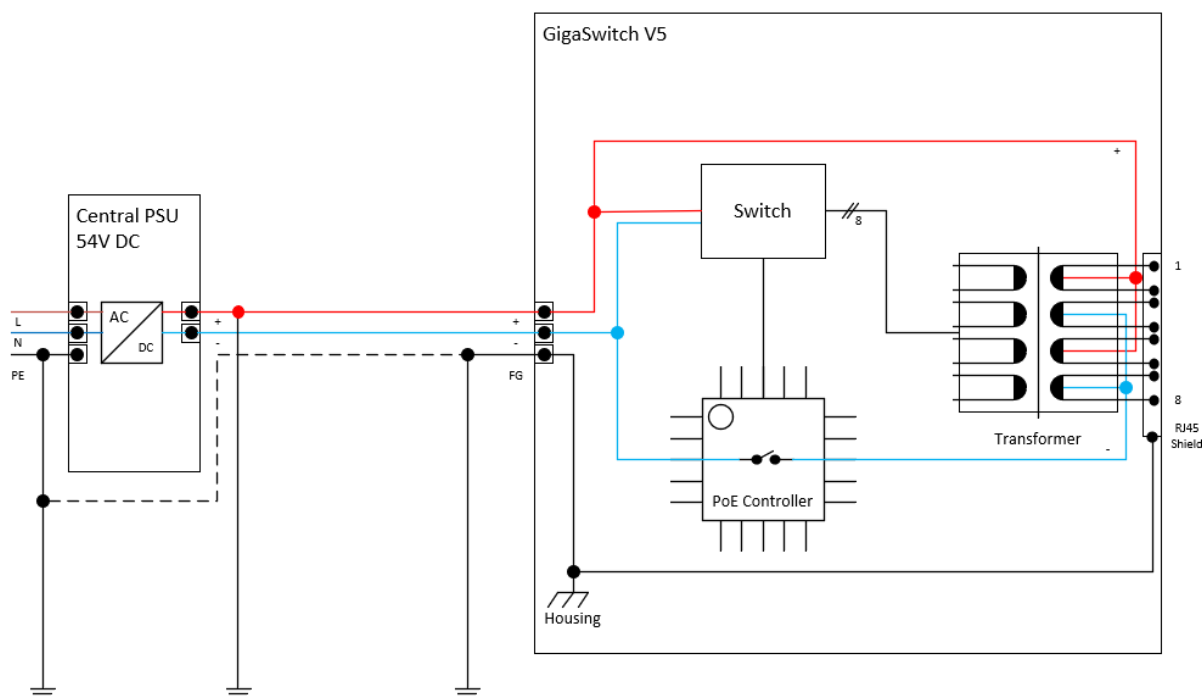 GigaSwitch V5
+
Central PSU
54V DC
Switch
8
AC
DC
L
N
PE
+
-
+
-
FG
1
8
RJ45
Shield
Transformer
-
PoE Controller
Housing